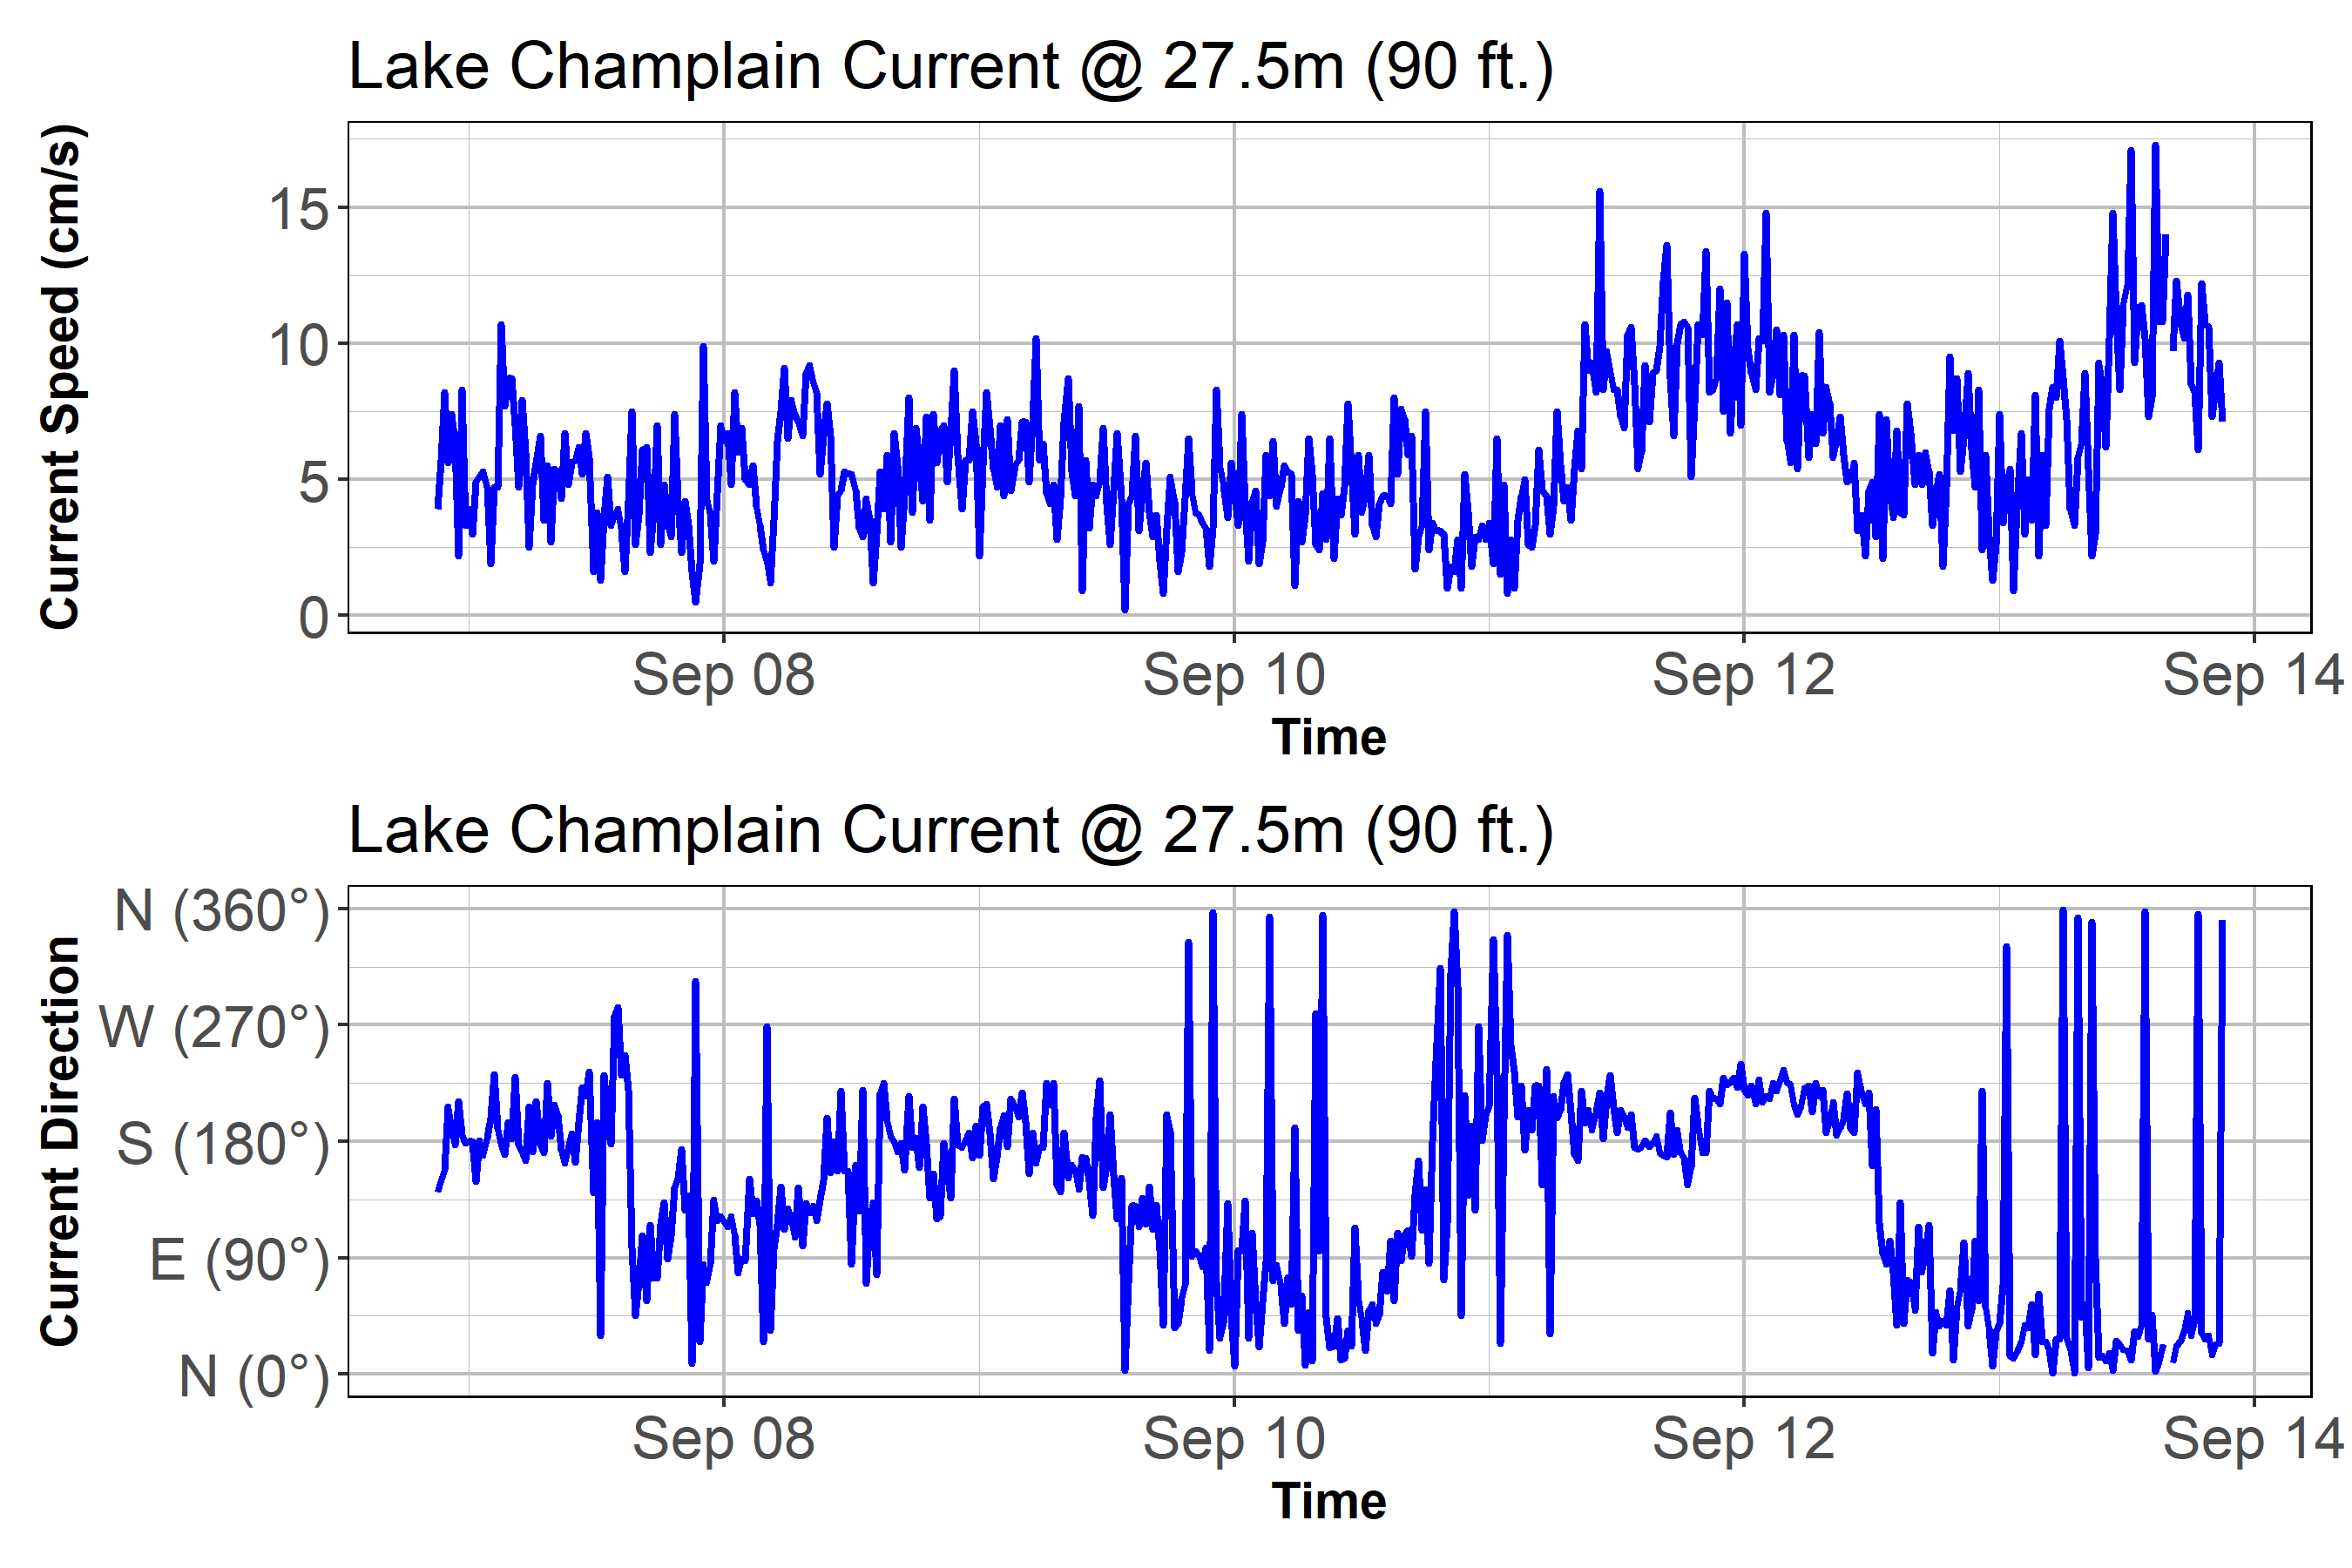 Lake Champlain Current @ 27.5m (90 ft.)
Current Speed (cm/s)
15
10
5
0
Sep 08 Sep 10 Sep 12 Sep 14
Time
Lake Champlain Current @ 27.5m (90 ft.)
Current Direction
N (360°)
W (270°)
S (180°)
E (90°)
N (0°)
Sep 08 Sep 10 Sep 12 Sep 14
Time